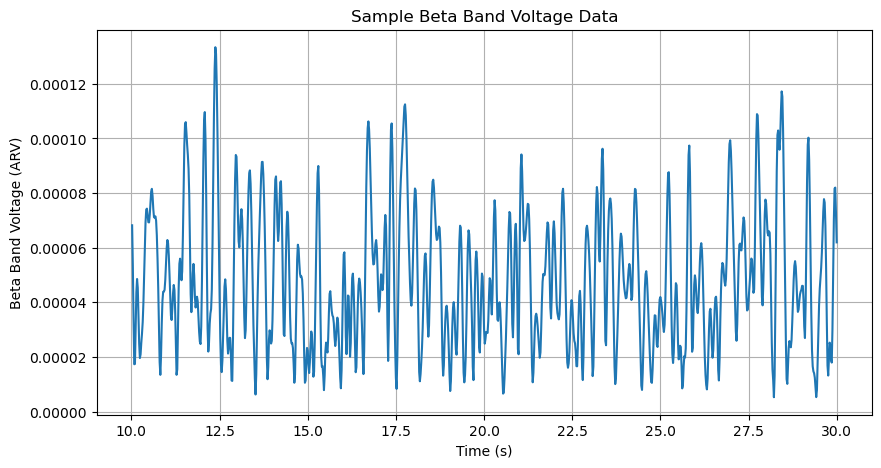 Sample Beta Band Voltage Data
Beta Band Voltage (ARV)
0.00012
0.00010
0.00008
0.00006
0.00004
0.00002
0.00000
10.0 12.5 15.0 17.5 20.0 22.5 25.0 27.5 30.0
Time (s)